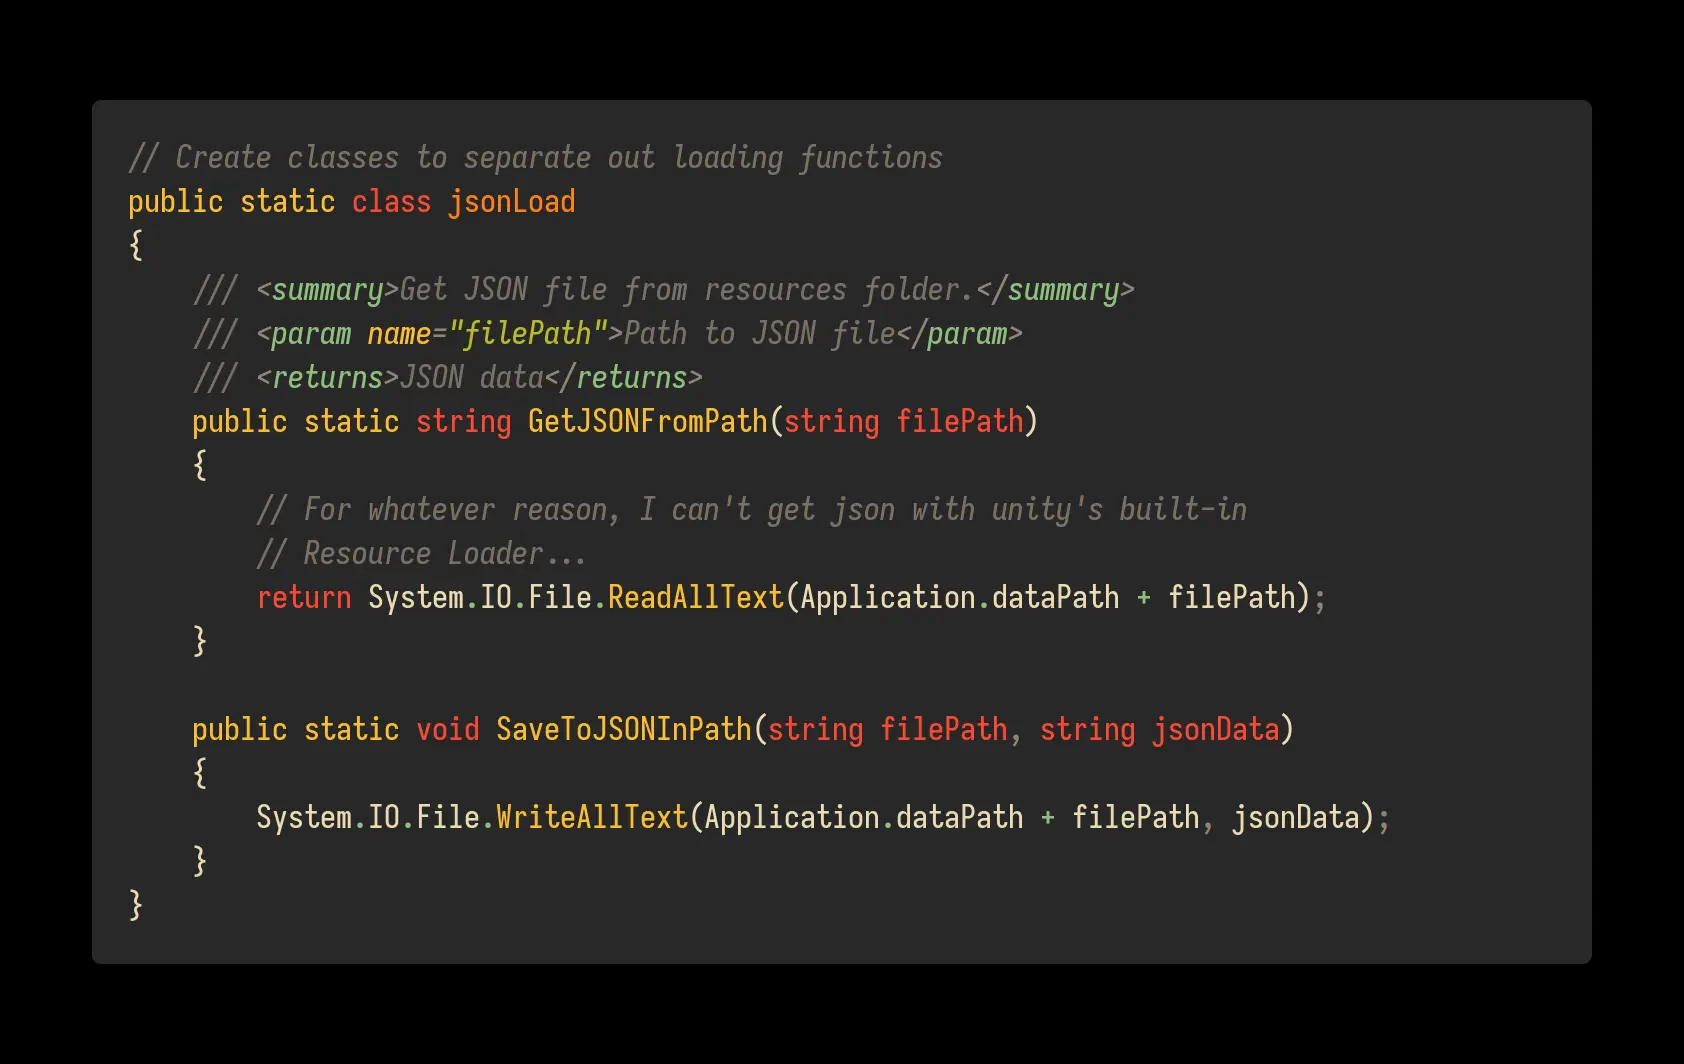 // Create classes to separate out loading functions
public static class jsonLoad
{
    /// <summary>Get JSON file from resources folder.</summary>
    /// <param name="filePath">Path to JSON file</param>
    /// <returns>JSON data</returns>
    public static string GetJSONFromPath(string filePath)
    {
        // For whatever reason, I can't get json with unity's built-in
        // Resource Loader...
        return System.IO.File.ReadAllText(Application.dataPath + filePath);
    }

    public static void SaveToJSONInPath(string filePath, string jsonData)
    {
        System.IO.File.WriteAllText(Application.dataPath + filePath, jsonData);
    }
}